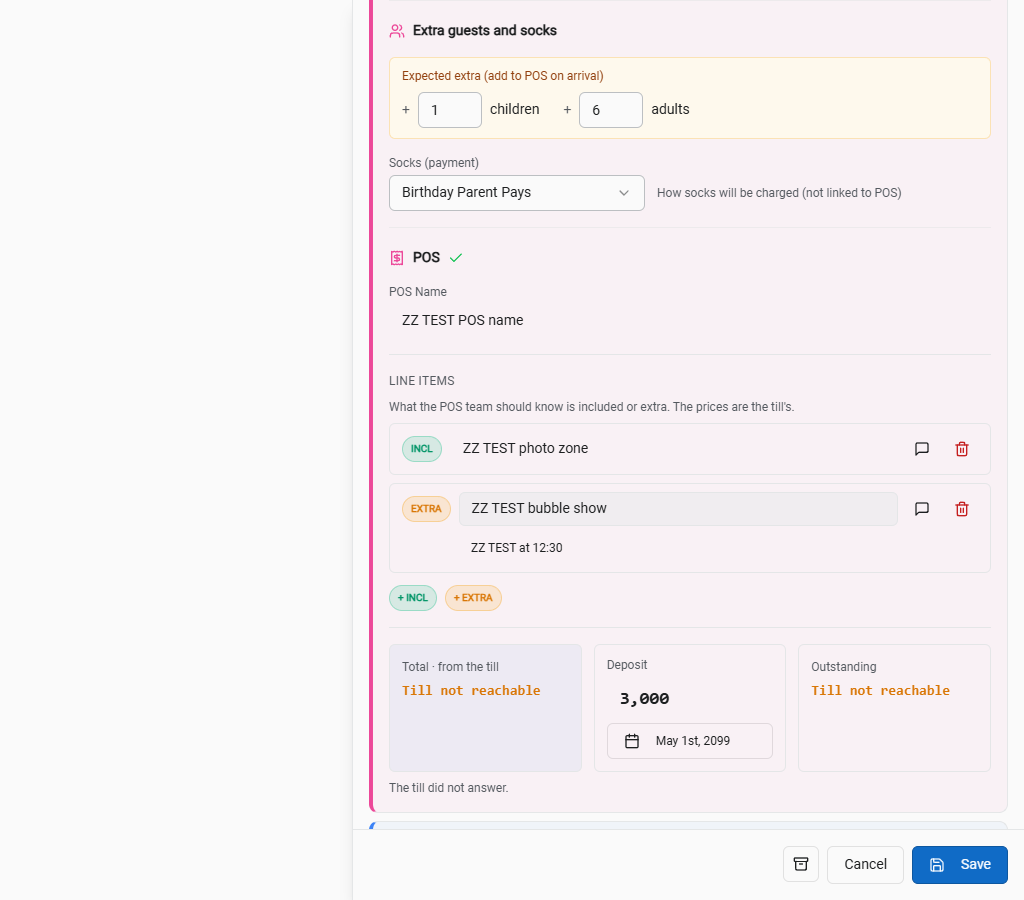 Extra guests and socks
Expected extra (add to POS on arrival)
+ 1 children + 6 adults
Socks (payment)
Birthday Parent Pays How socks will be charged (not linked to POS)
POS
POS Name
ZZ TEST POS name
LINE ITEMS
What the POS team should know is included or extra. The prices are the till's.
INCL ZZ TEST photo zone
EXTRA ZZ TEST bubble show
ZZ TEST at 12:30
+ INCL + EXTRA
Total · from the till Deposit Outstanding
Till not reachable 3,000 Till not reachable
May 1st, 2099
The till did not answer.
Cancel Save